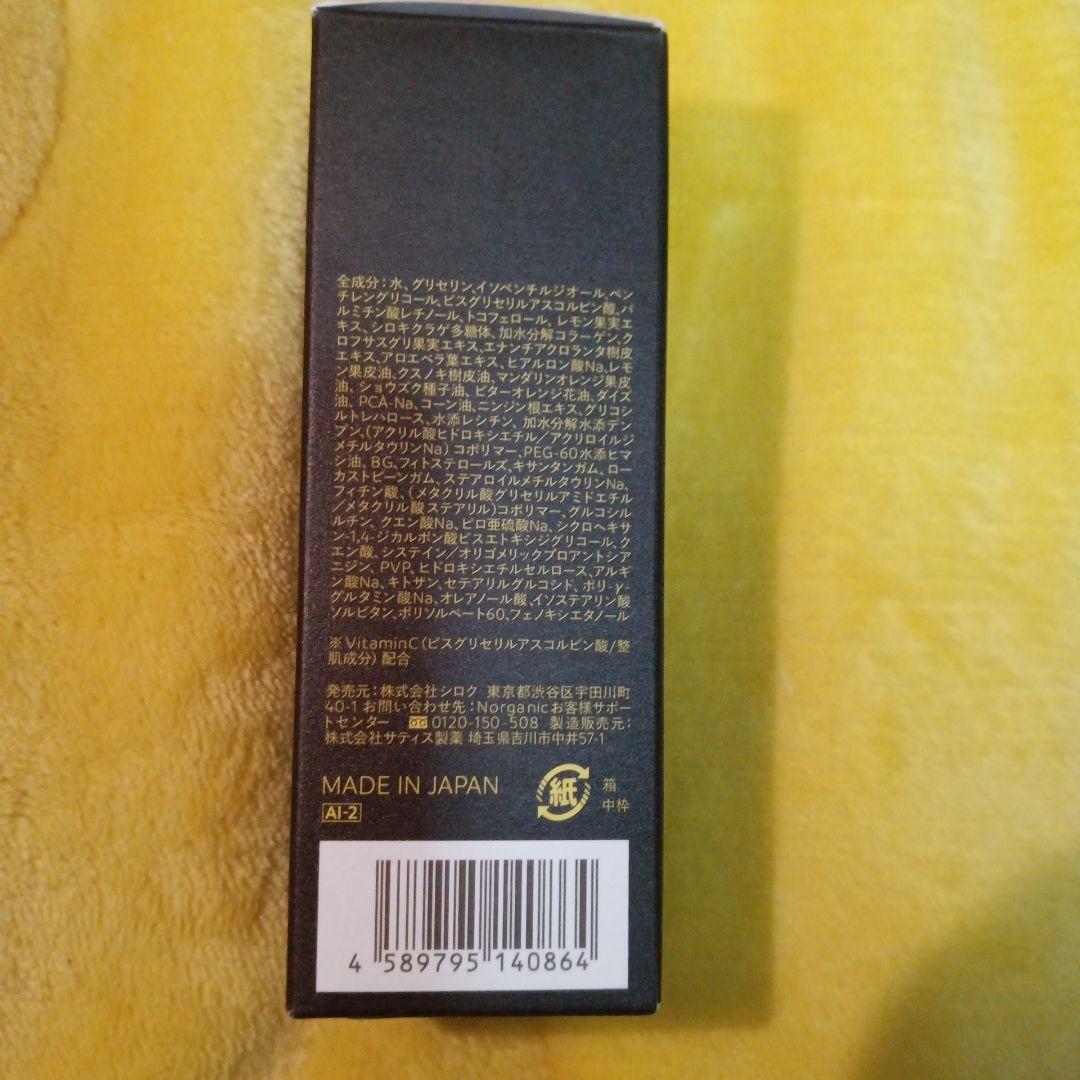 全成分：水、グリセリン、イソペンチルジオール、ペン
チレングリコール、ビスグリセリルアスコルビン酸、パ
ルミチン酸レチノール、トコフェロール、レモン果実エ
キス、シロキクラゲ多糖体、加水分解コラーゲン、ク
ロフサスグリ果実エキス、エナンチアクロランタ樹皮
エキス、アロエベラ葉エキス、ヒアルロン酸Na、レモ
ン果皮油、クスノキ樹皮油、マンダリンオレンジ果皮
油、ショウズク種子油、ビターオレンジ花油、ダイズ
油、PCA-Na、コーン油、ニンジン根エキス、グリコシ
ルトレハロース、水添レシチン、加水分解水添デン
プン、(アクリル酸ヒドロキシエチル／アクリロイルジ
メチルタウリンNa）コポリマー、PEG-60水添ヒマ
シ油、BG、フィトステロールズ、キサンタンガム、ロー
カストビーンガム、ステアロイルメチルタウリンNa、
フィチン酸、(メタクリル酸グリセリルアミドエチル
／メタクリル酸ステアリル)コポリマー、グルコシル
ルチン、クエン酸Na、ピロ亜硫酸Na、シクロヘキサ
ン-1,4-ジカルボン酸ビスエトキシジグリコール、ク
エン酸、システイン／オリゴメリックプロアントシア
ニジン、PVP、ヒドロキシエチルセルロース、アルギ
ン酸Na、キトサン、セテアリルグルコシド、ポリ-γ-
グルタミン酸Na、オレアノール酸、イソステアリン酸
ソルビタン、ポリソルベート60、フェノキシエタノール
※VitaminC（ビスグリセリルアスコルビン酸/整
肌成分）配合
発売元：株式会社シロク 東京都渋谷区宇田川町
40-1 お問い合わせ先：Norganicお客様サポー
トセンター 0120-150-508 製造販売元：
株式会社サティス製薬 埼玉県吉川市中井57-1
MADE IN JAPAN
AI-2
紙
箱
中枠
4 589795 140864